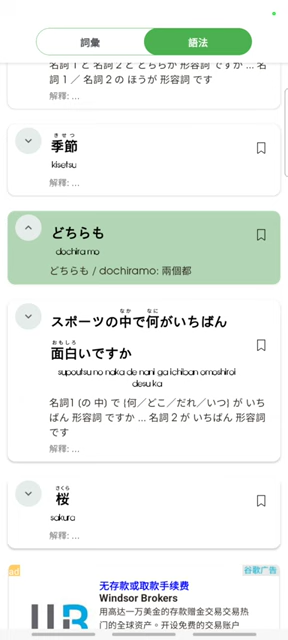 詞彙
語法
名詞 1 と 名詞 2 と どちらが 形容詞 ですか ... 名
詞 1 ／ 名詞 2 の ほうが 形容詞 です
解釋: ...
きせつ
季節
kisetsu
解釋: ...
どちらも
dochira mo
どちらも / dochiramo: 兩個都
なか なに
スポーツの中で何がいちばん
おもしろ
面白いですか
supoutsu no naka de nani ga ichiban omoshiroi
desu ka
名詞1 (の 中) で {何／どこ／だれ／いつ} が いち
ばん 形容詞 ですか ... 名詞 2 が いちばん 形容詞
です
解釋: ...
さくら
桜
sakura
解釋: ...
ad
谷歌广告
无存款或取款手续费
Windsor Brokers
用高达一万美金的存款赠金交易交易热
门的全球资产。开设免费的交易账户